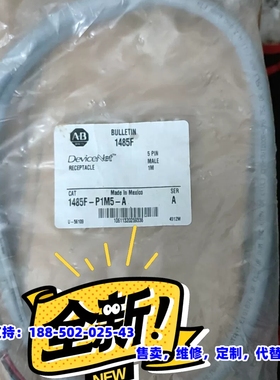 AB
BULLETIN
1485F
DeviceNet
RECEPTACLE
5 PIN
MALE
1M
CAT
Made in Mexico
SER
1485F-P1M5-A
A
全新!
支持:188-502-025-43
售卖,维修,定制,代替
NEW